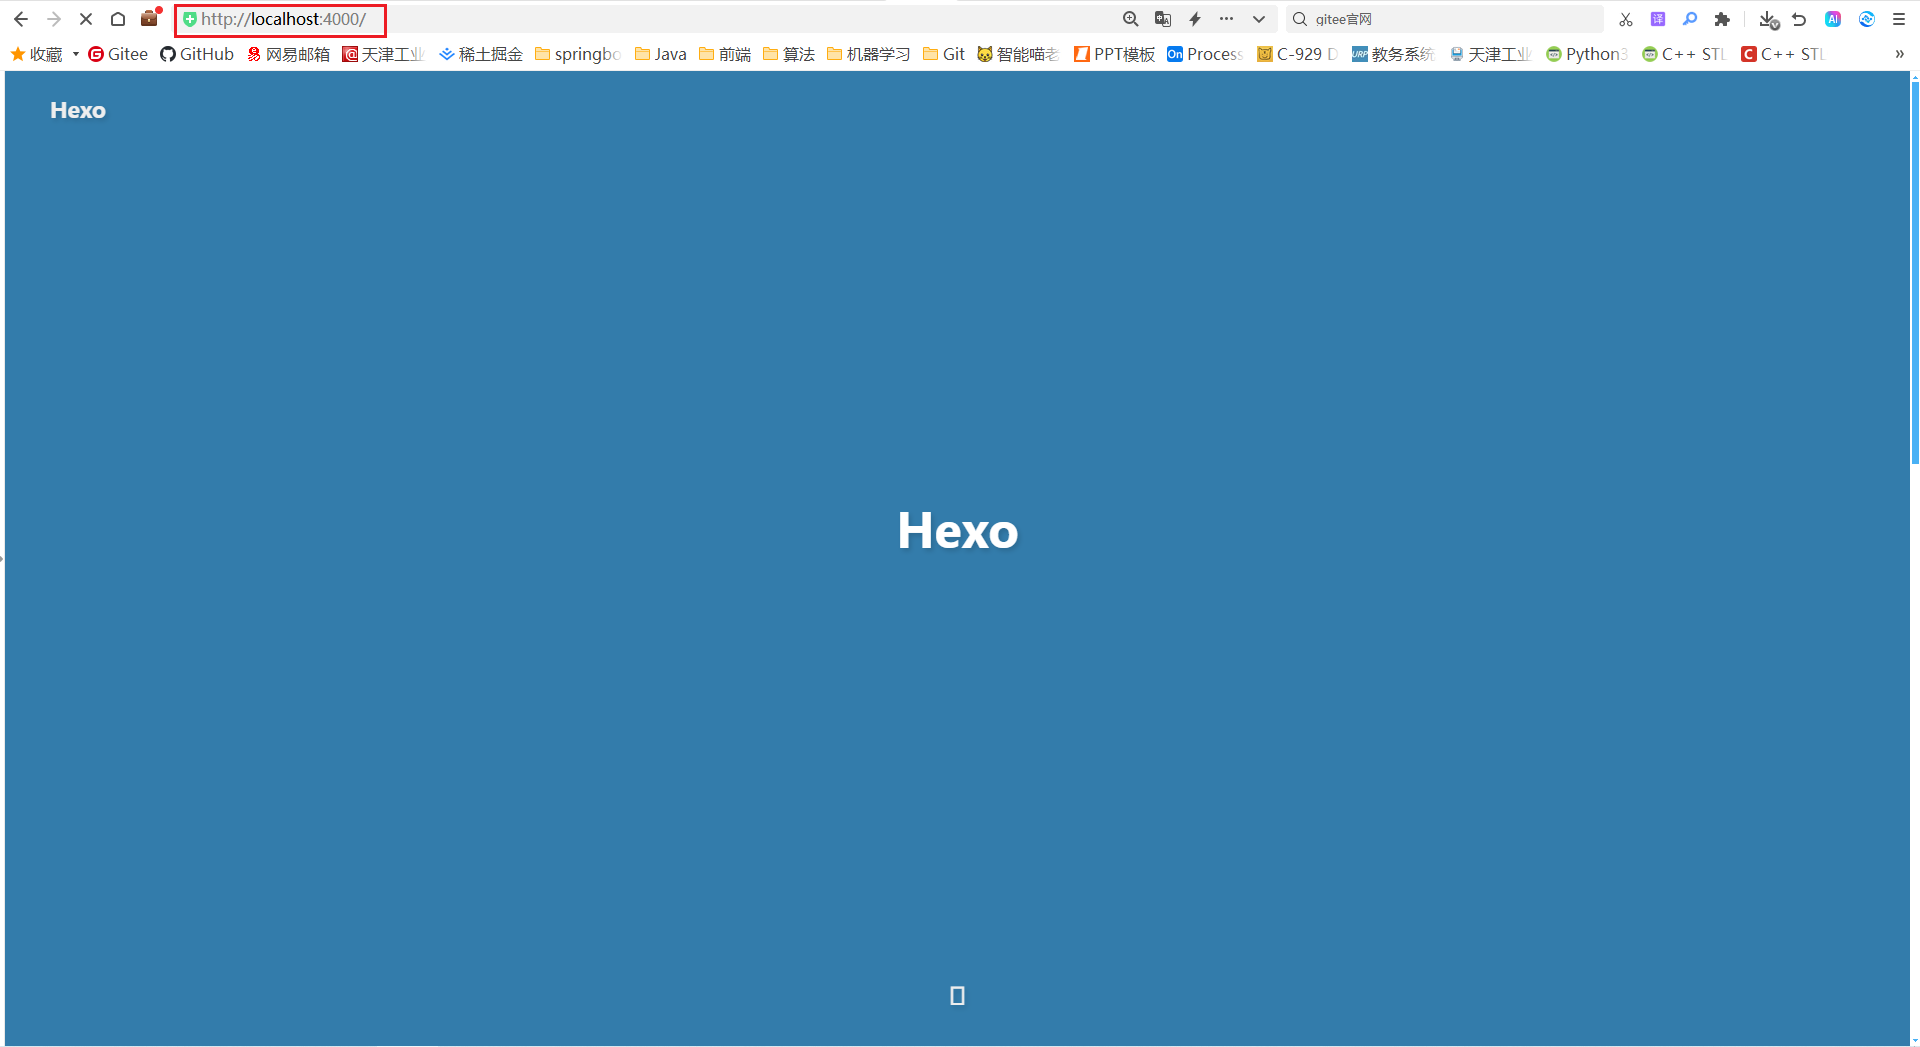 http://localhost:4000/
gitee官网
收藏 Gitee GitHub 网易邮箱 天津工业 稀土掘金 springbo Java 前端 算法 机器学习 Git 智能喵老 PPT模板 On Process C-929 D URP 教务系统 天津工业 Python3 C++ STL C C++ STL »
Hexo
Hexo